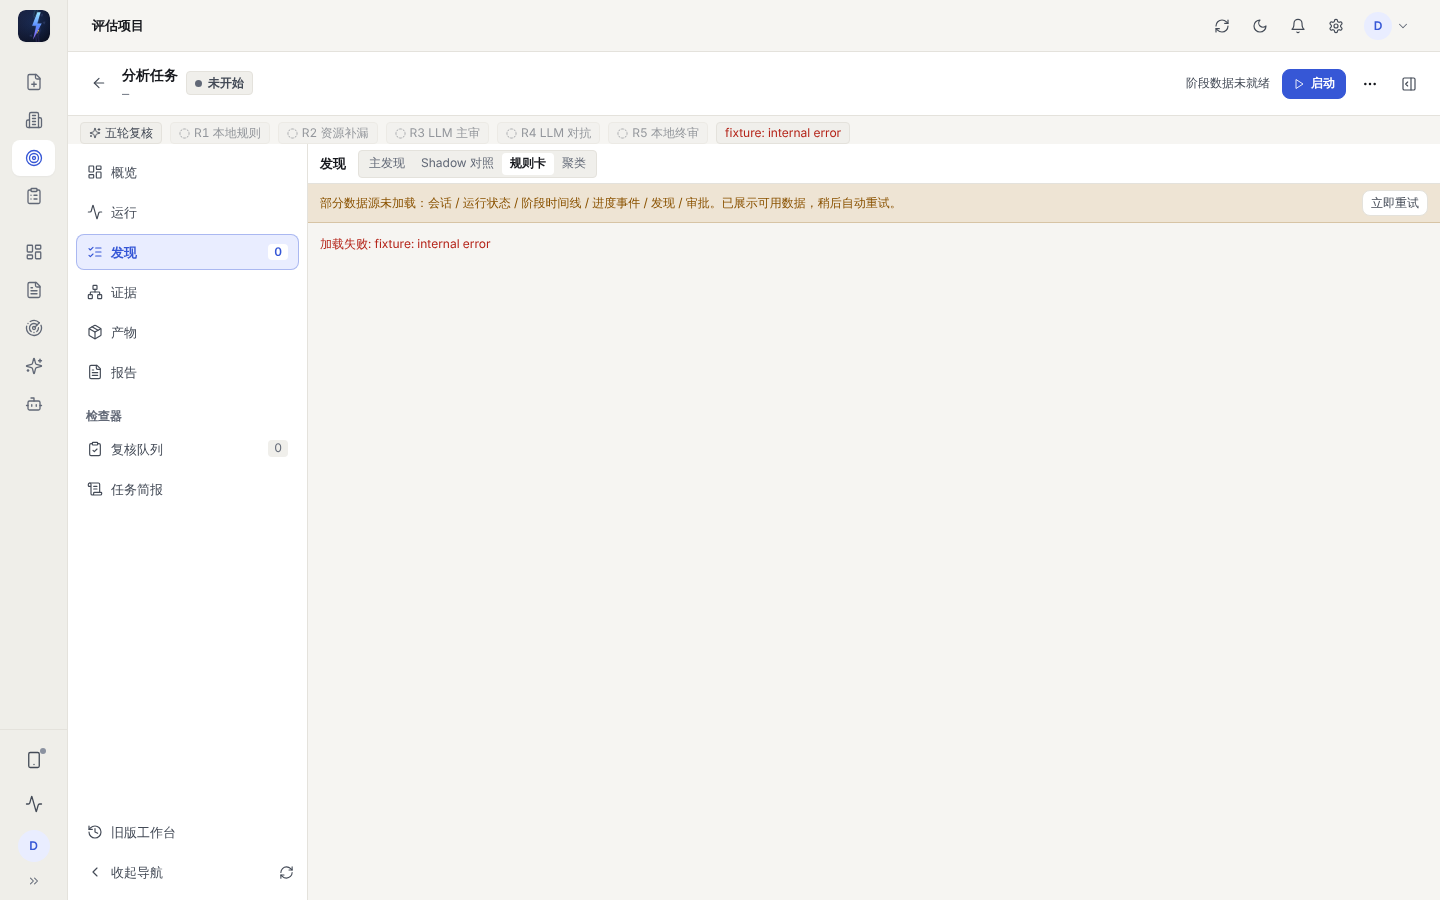 评估项目
D
分析任务
–
未开始
阶段数据未就绪
启动
五轮复核
R1 本地规则
R2 资源补漏
R3 LLM 主审
R4 LLM 对抗
R5 本地终审
fixture: internal error
概览
运行
发现 0
证据
产物
报告
检查器
复核队列 0
任务简报
旧版工作台
收起导航
发现
主发现
Shadow 对照
规则卡
聚类
部分数据源未加载：会话 / 运行状态 / 阶段时间线 / 进度事件 / 发现 / 审批。已展示可用数据，稍后自动重试。
立即重试
加载失败: fixture: internal error
D